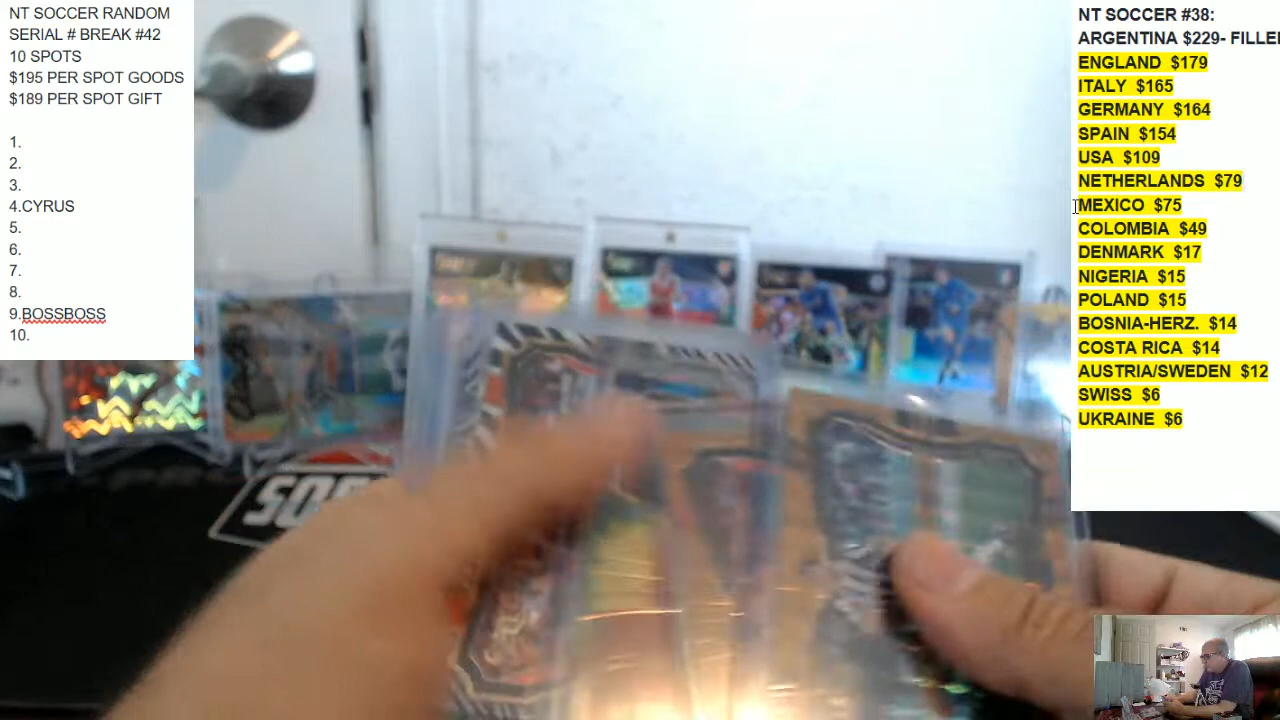 NT SOCCER RANDOM
SERIAL # BREAK #42
10 SPOTS
$195 PER SPOT GOODS
$189 PER SPOT GIFT
1.
2.
3.
4.CYRUS
5.
6.
7.
8.
9.BOSSBOSS
10.
NT SOCCER #38:
ARGENTINA $229- FILLE
ENGLAND $179
ITALY $165
GERMANY $164
SPAIN $154
USA $109
NETHERLANDS $79
MEXICO $75
COLOMBIA $49
DENMARK $17
NIGERIA $15
POLAND $15
BOSNIA-HERZ. $14
COSTA RICA $14
AUSTRIA/SWEDEN $12
SWISS $6
UKRAINE $6